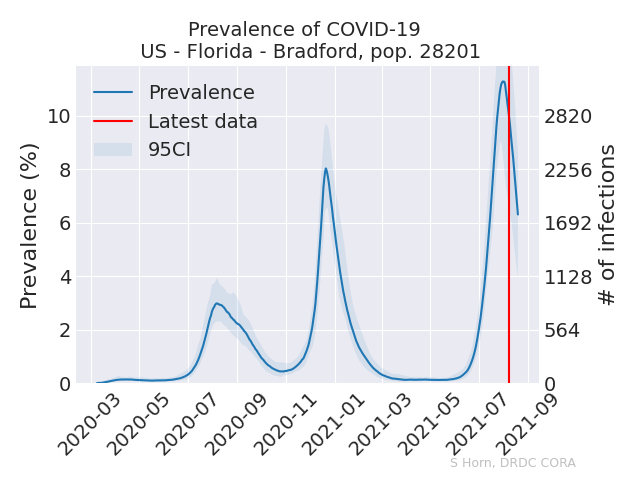 Prevalence of COVID-19
US - Florida - Bradford, pop. 28201
Prevalence
Latest data
95CI
Prevalence (%)
10
8
6
4
2
0
2820
2256
1692
1128
564
0
# of infections
2020-03
2020-05
2020-07
2020-09
2020-11
2021-01
2021-03
2021-05
2021-07
2021-09
S Horn, DRDC CORA